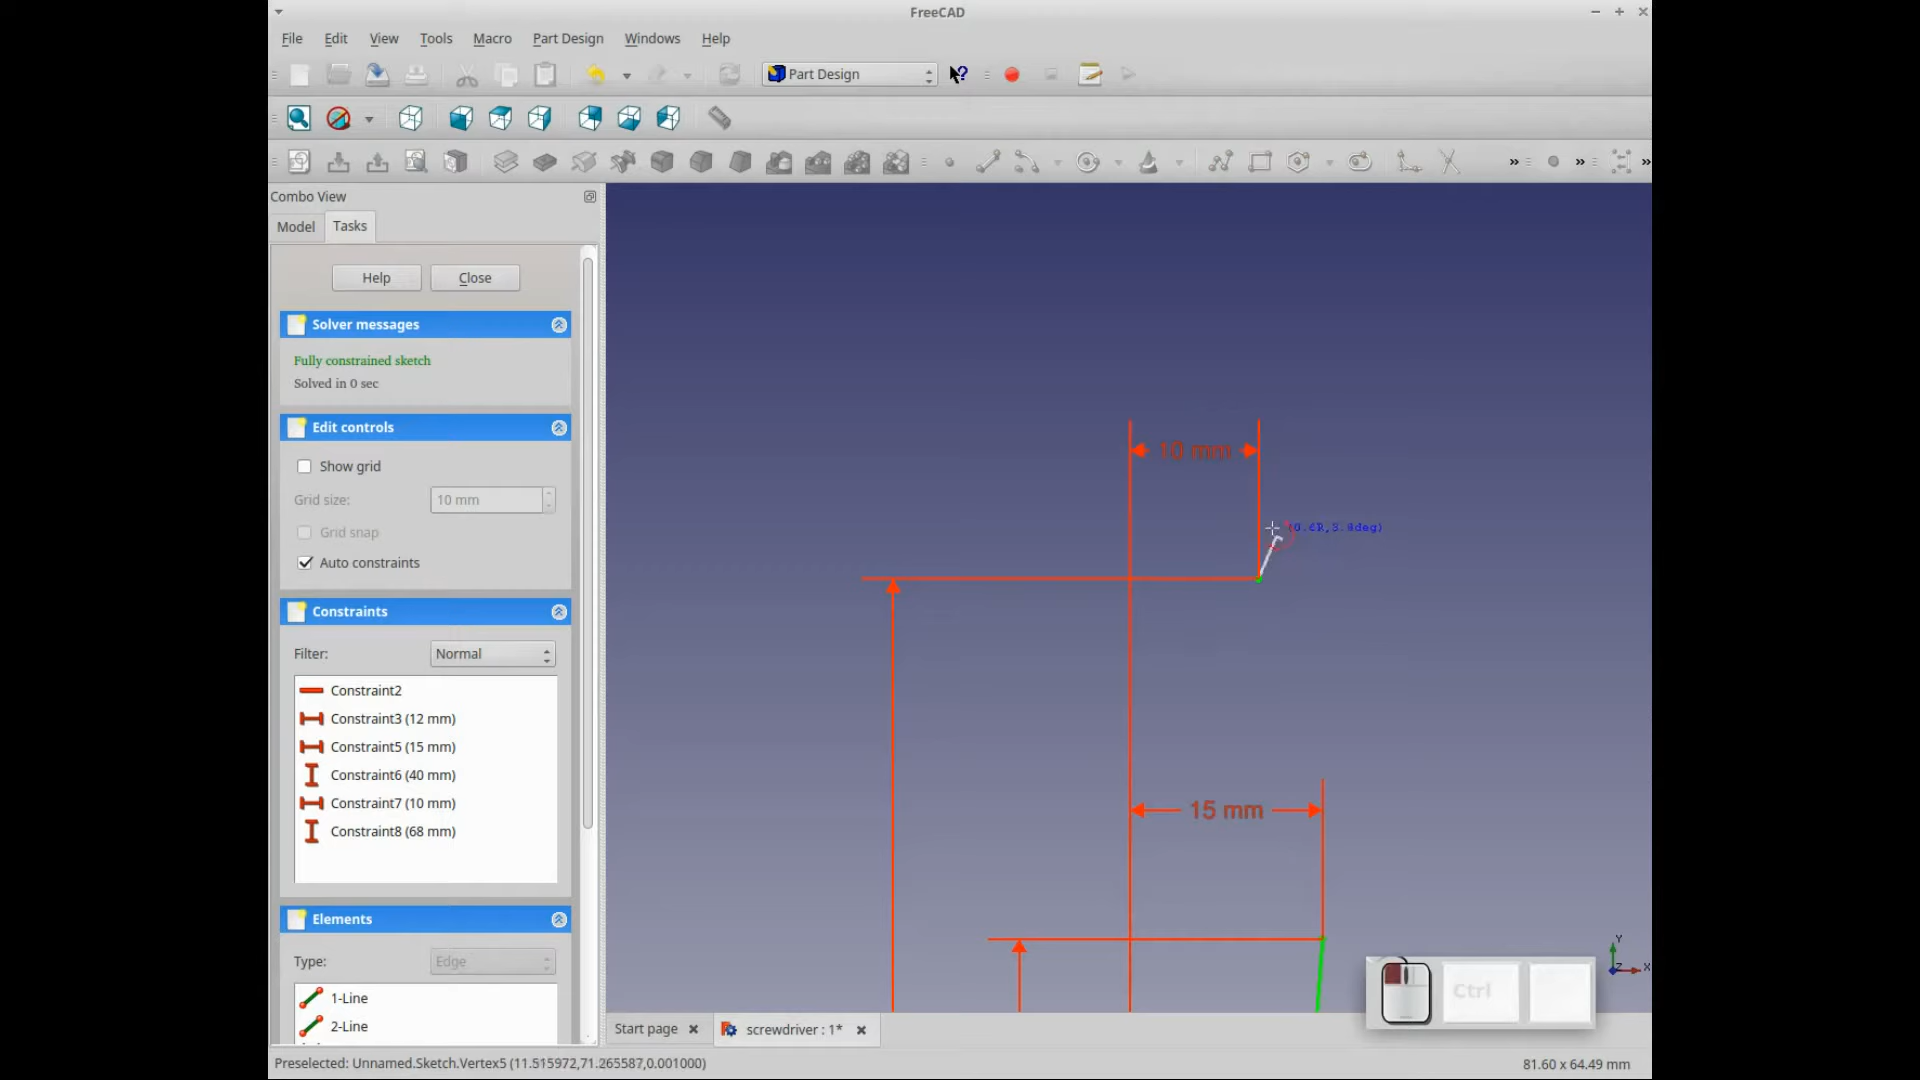 FreeCAD
File Edit View Tools Macro Part Design Windows Help
Part Design
Combo View
Model Tasks
Help Close
Solver messages
Fully constrained sketch
Solved in 0 sec
Edit controls
Show grid
Grid size: 10 mm
Grid snap
Auto constraints
Constraints
Filter: Normal
Constraint2
Constraint3 (12 mm)
Constraint5 (15 mm)
Constraint6 (40 mm)
Constraint7 (10 mm)
Constraint8 (68 mm)
Elements
Type: Edge
1-Line
2-Line
10 mm
15 mm
Y
Z X
Ctrl
Start page screwdriver : 1*
Preselected: Unnamed.Sketch.Vertex5 (11.515972,71.265587,0.001000)
81.60 x 64.49 mm